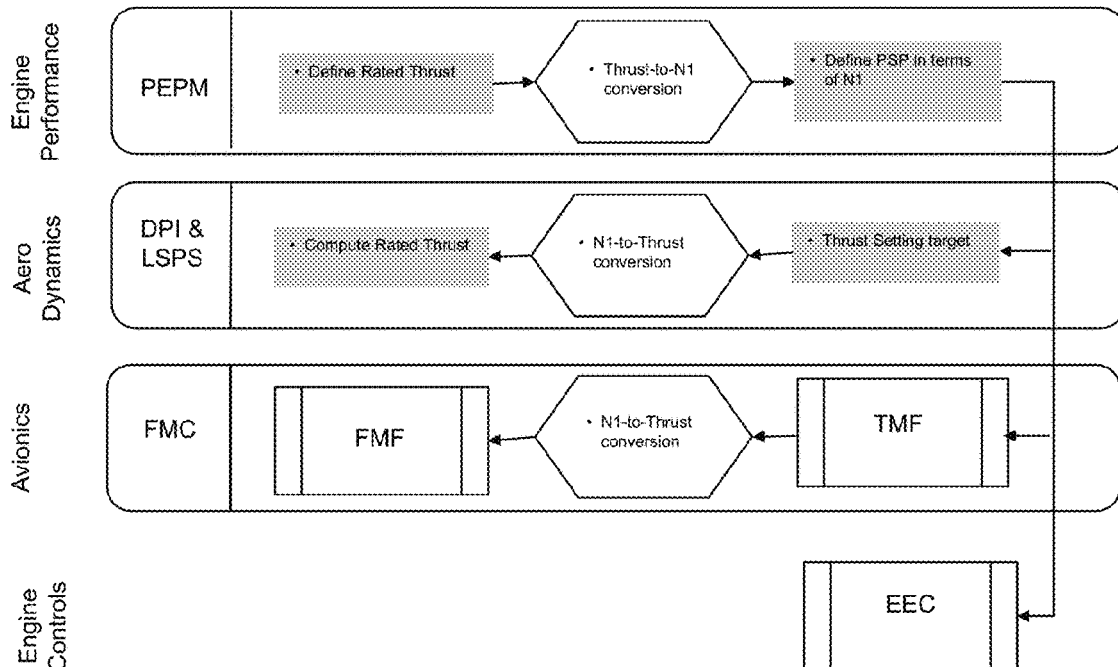 Engine
Performance
PEPM
• Define Rated Thrust
• Thrust-to-N1
conversion
• Define PSP in terms
of N1
Aero
Dynamics
DPI &
LSPS
• Compute Rated Thrust
• N1-to-Thrust
conversion
• Thrust Setting target
Avionics
FMC
FMF
• N1-to-Thrust
conversion
TMF
Engine
Controls
EEC